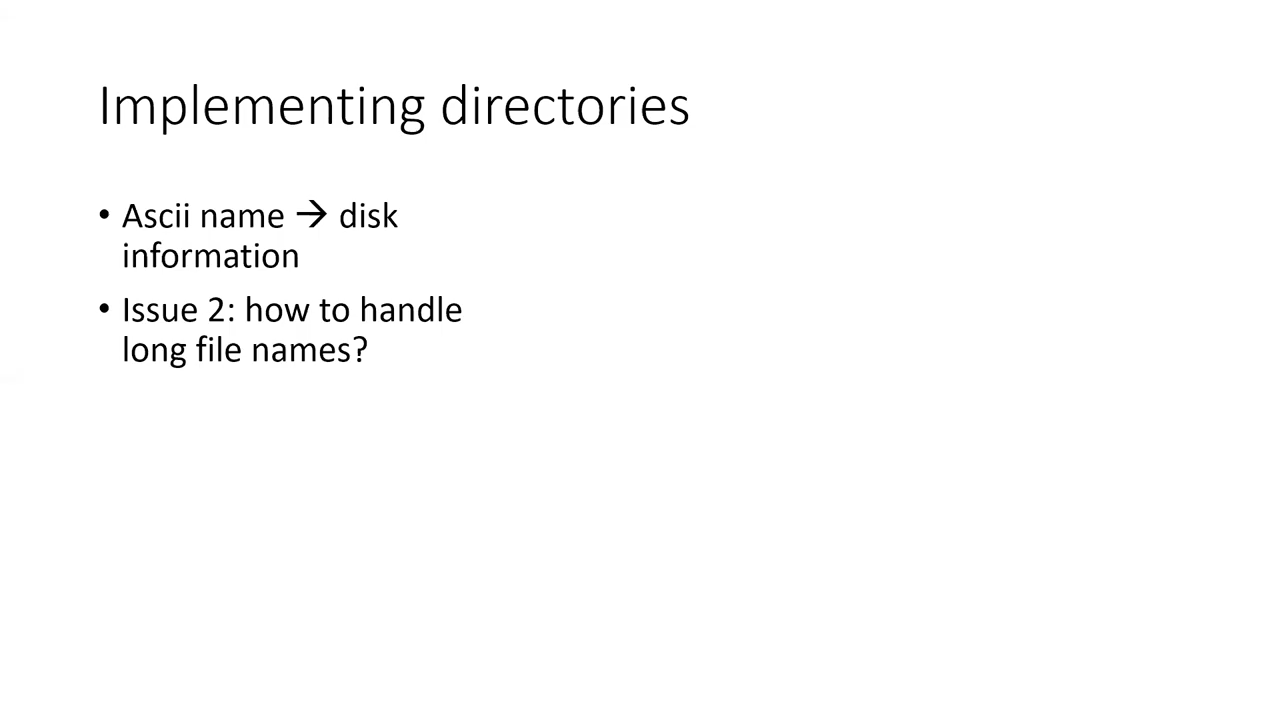 Implementing directories
• Ascii name → disk
information
• Issue 2: how to handle
long file names?